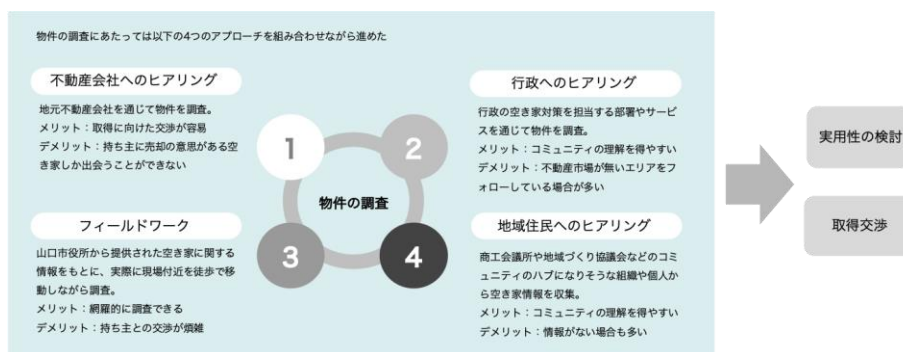 物件の調査にあたっては以下の4つのアプローチを組み合わせながら進めた
不動産会社へのヒアリング
地元不動産会社を通じて物件を調査。
メリット：取得に向けた交渉が容易
デメリット：持ち主に売却の意思がある空
き家しか出会うことができない
行政へのヒアリング
行政の空き家対策を担当する部署やサービ
スを通じて物件を調査。
メリット：コミュニティの理解を得やすい
デメリット：不動産市場が無いエリアをフ
ォローしている場合が多い
1
2
物件の調査
3
4
フィールドワーク
山口市役所から提供された空き家に関する
情報をもとに、実際に現場付近を徒歩で移
動しながら調査。
メリット：網羅的に調査できる
デメリット：持ち主との交渉が煩雑
地域住民へのヒアリング
商工会議所や地域づくり協議会などのコミ
ュニティのハブになりそうな組織や個人か
ら空き家情報を収集。
メリット：コミュニティの理解を得やすい
デメリット：情報がない場合も多い
実用性の検討
取得交渉